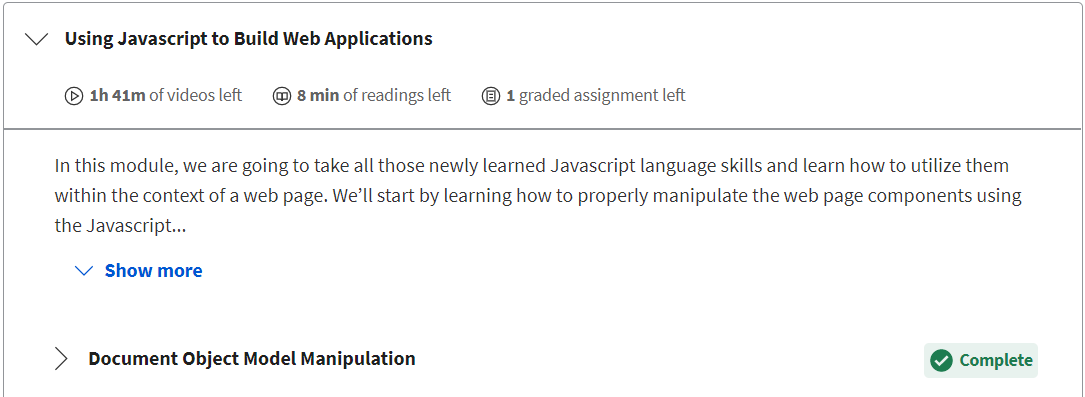 Using Javascript to Build Web Applications
1h 41m of videos left 8 min of readings left 1 graded assignment left
In this module, we are going to take all those newly learned Javascript language skills and learn how to utilize them
within the context of a web page. We’ll start by learning how to properly manipulate the web page components using
the Javascript...
Show more
Document Object Model Manipulation Complete